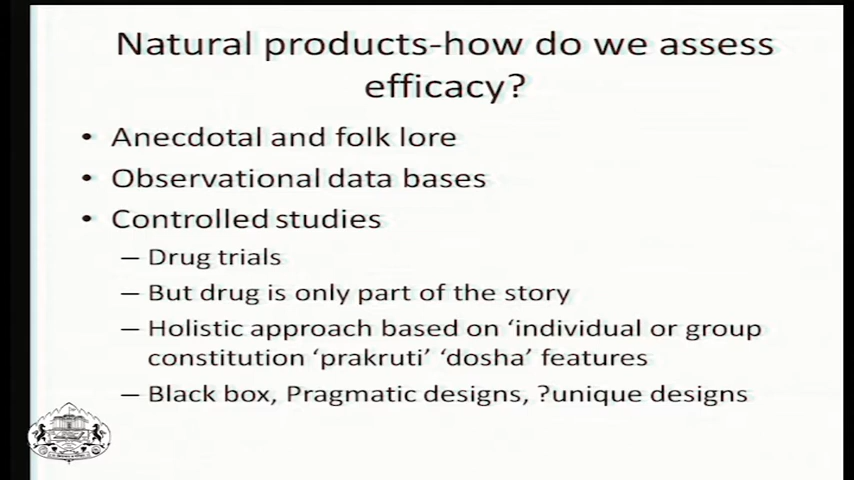 Natural products-how do we assess
efficacy?
• Anecdotal and folk lore
• Observational data bases
• Controlled studies
– Drug trials
– But drug is only part of the story
– Holistic approach based on ‘individual or group
constitution ‘prakruti’ ‘dosha’ features
– Black box, Pragmatic designs, ?unique designs